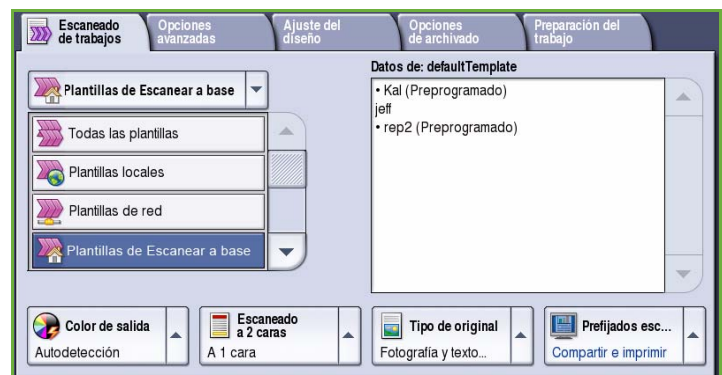 Escaneado de trabajos
Opciones avanzadas
Ajuste del diseño
Opciones de archivado
Preparación del trabajo
Plantillas de Escanear a base
Todas las plantillas
Plantillas locales
Plantillas de red
Plantillas de Escanear a base
Datos de: defaultTemplate
• Kal (Preprogramado)
jeff
• rep2 (Preprogramado)
Color de salida
Autodetección
Escaneado a 2 caras
A 1 cara
Tipo de original
Fotografía y texto...
Prefijados esc...
Compartir e imprimir